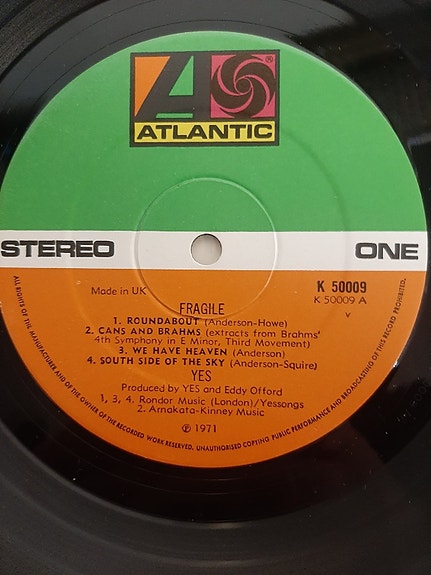 ATLANTIC
®
STEREO ONE
Made in UK
K 50009
K 50009 A
FRAGILE
1. ROUNDABOUT (Anderson-Howe)
2. CANS AND BRAHMS (extracts from Brahms'
4th Symphony in E Minor, Third Movement)
3. WE HAVE HEAVEN (Anderson)
4. SOUTH SIDE OF THE SKY (Anderson-Squire)
YES
Produced by YES and Eddy Offord
1, 3, 4. Rondor Music (London)/Yessongs
2. Arnakata-Kinney Music
℗ 1971
ALL RIGHTS OF THE MANUFACTURER AND OF THE OWNER OF THE RECORDED WORK RESERVED. UNAUTHORISED COPYING PUBLIC PERFORMANCE AND BROADCASTING OF THIS RECORD PROHIBITED.